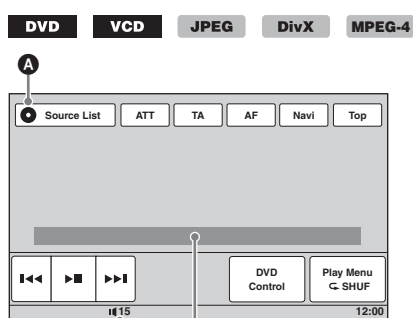 DVD VCD JPEG DivX MPEG-4
A
Source List ATT TA AF Navi Top
DVD Control Play Menu SHUF
15 12:00